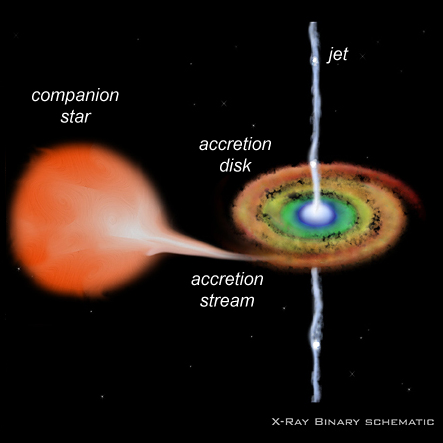 jet
companion
star
accretion
disk
accretion
stream
X-Ray Binary schematic